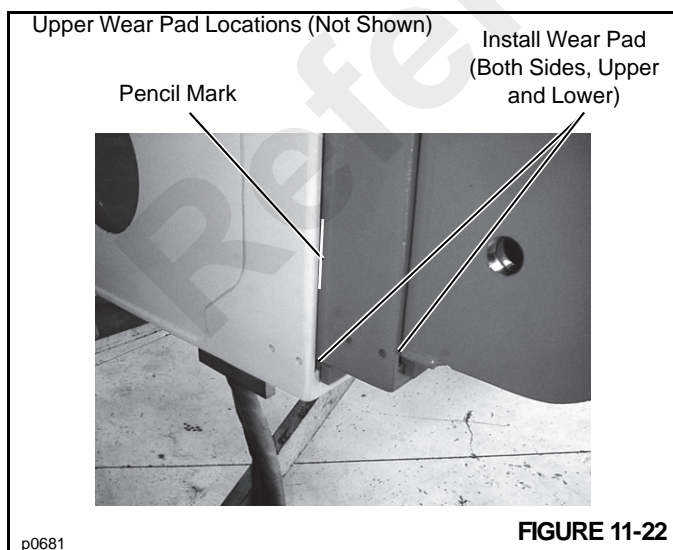 Upper Wear Pad Locations (Not Shown)
Install Wear Pad
(Both Sides, Upper
and Lower)
Pencil Mark
Refe
p0681
FIGURE 11-22